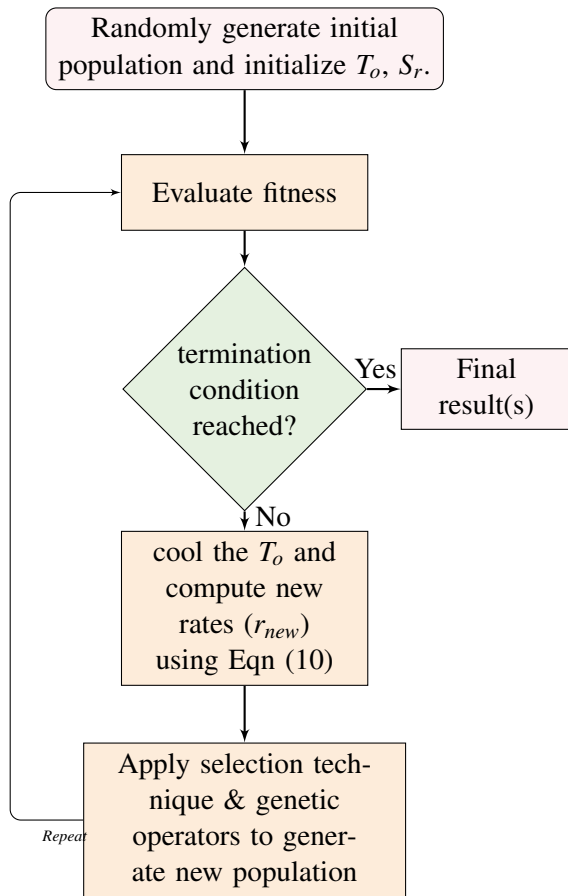 Randomly generate initial
population and initialize T_o, S_r.
Evaluate fitness
termination
condition
reached?
Yes
Final
result(s)
No
cool the T_o and
compute new
rates (r_new)
using Eqn (10)
Apply selection tech-
nique & genetic
operators to gener-
ate new population
Repeat